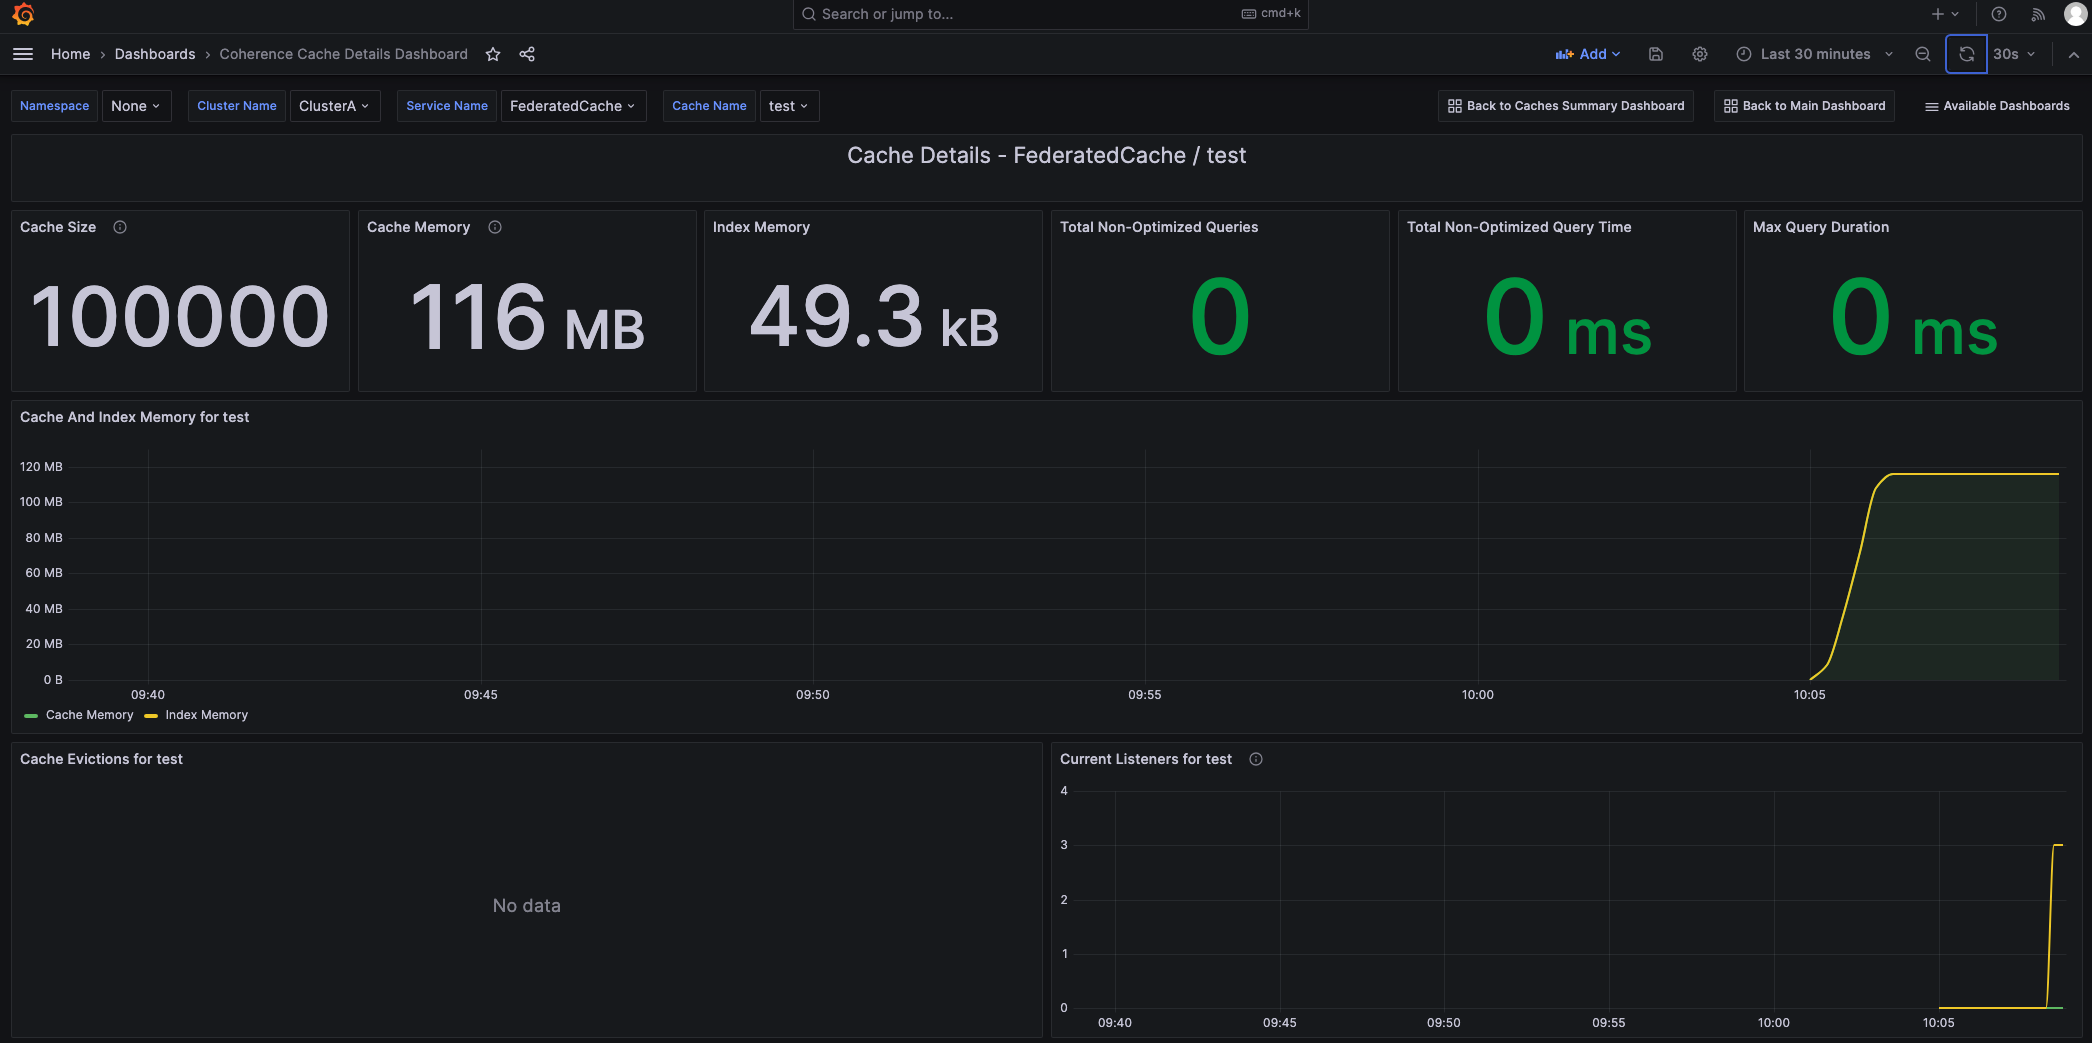 Search or jump to... cmd+k
Home › Dashboards › Coherence Cache Details Dashboard Add Last 30 minutes 30s
Namespace None Cluster Name ClusterA Service Name FederatedCache Cache Name test Back to Caches Summary Dashboard Back to Main Dashboard Available Dashboards
Cache Details - FederatedCache / test
Cache Size
100000
Cache Memory
116 MB
Index Memory
49.3 kB
Total Non-Optimized Queries
0
Total Non-Optimized Query Time
0 ms
Max Query Duration
0 ms
Cache And Index Memory for test
120 MB
100 MB
80 MB
60 MB
40 MB
20 MB
0 B
09:40 09:45 09:50 09:55 10:00 10:05
Cache Memory Index Memory
Cache Evictions for test
No data
Current Listeners for test
4
3
2
1
0
09:40 09:45 09:50 09:55 10:00 10:05